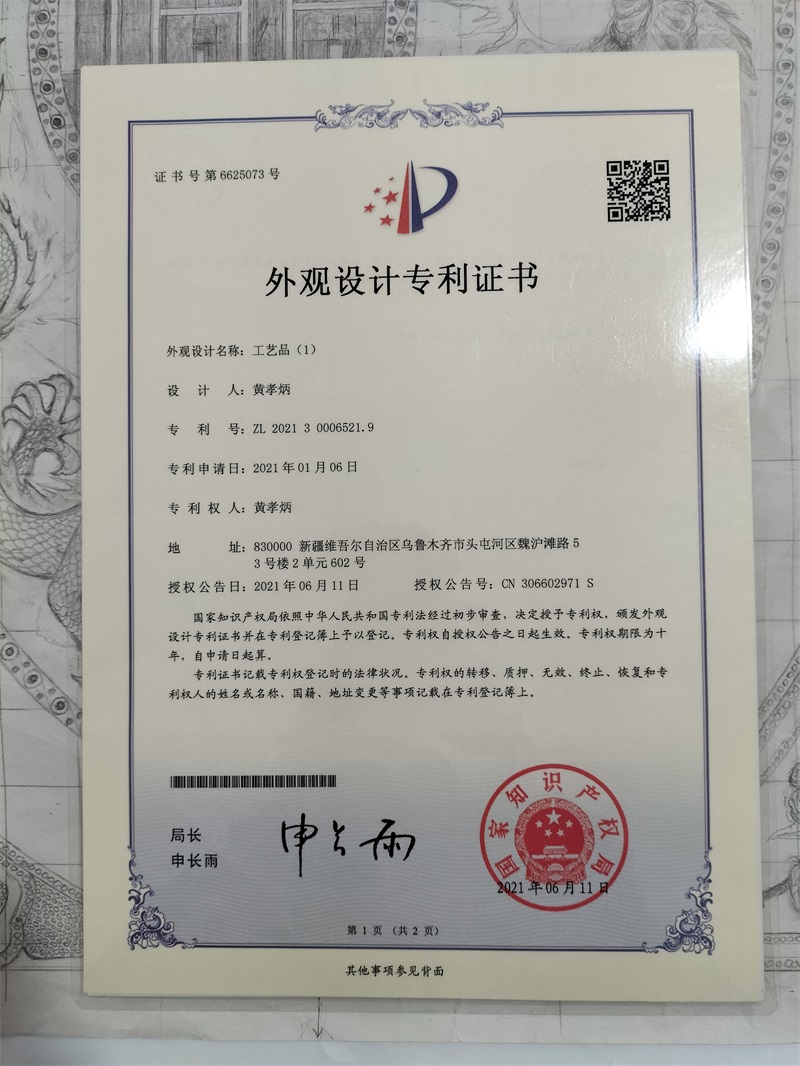 证书号第6625073号
外观设计专利证书
外观设计名称：工艺品（1）
设计人：黄孝炳
专利号：ZL 2021 3 0006521.9
专利申请日：2021年01月06日
专利权人：黄孝炳
地址：830000 新疆维吾尔自治区乌鲁木齐市头屯河区魏沪滩路5
3号楼2单元602号
授权公告日：2021年06月11日 授权公告号：CN 306602971 S
国家知识产权局依照中华人民共和国专利法经过初步审查，决定授予专利权，颁发外观
设计专利证书并在专利登记簿上予以登记。专利权自授权公告之日起生效。专利权期限为十
年，自申请日起算。
专利证书记载专利权登记时的法律状况。专利权的转移、质押、无效、终止、恢复和专
利权人的姓名或名称、国籍、地址变更等事项记载在专利登记簿上。
局长
申长雨
申长雨
国家知识产权局
2021年06月11日
第1页（共2页）
其他事项参见背面